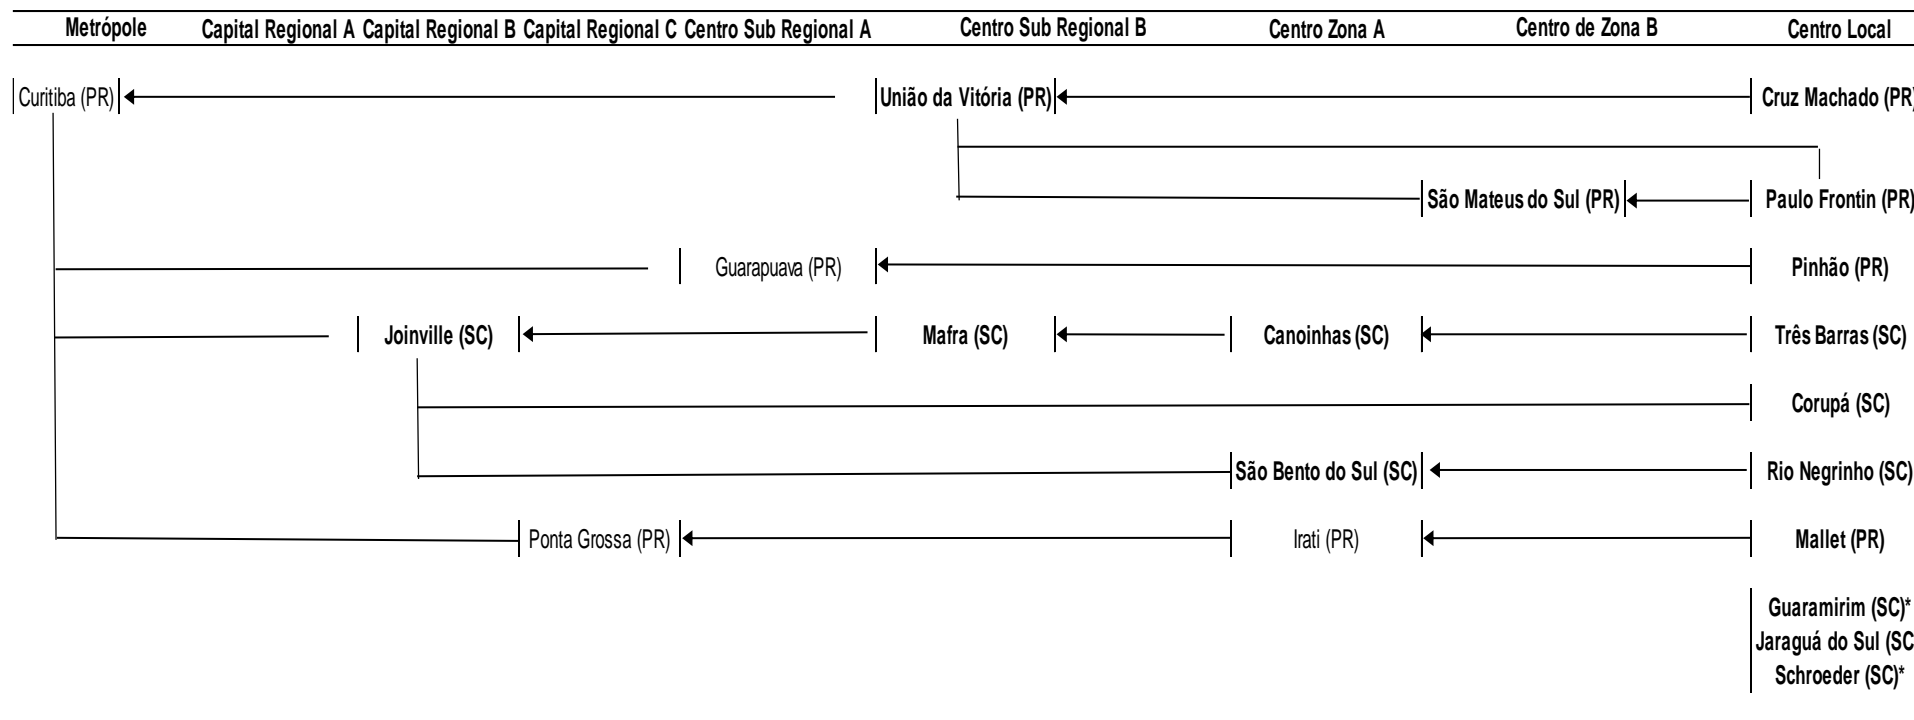 Metrópole Capital Regional A Capital Regional B Capital Regional C Centro Sub Regional A Centro Sub Regional B Centro Zona A Centro de Zona B Centro Local
Curitiba (PR) União da Vitória (PR) Cruz Machado (PR)
São Mateus do Sul (PR) Paulo Frontin (PR)
Guarapuava (PR) Pinhão (PR)
Joinville (SC) Mafra (SC) Canoinhas (SC) Três Barras (SC)
Corupá (SC)
São Bento do Sul (SC) Rio Negrinho (SC)
Ponta Grossa (PR) Irati (PR) Mallet (PR)
Guaramirim (SC)*
Jaraguá do Sul (SC
Schroeder (SC)*